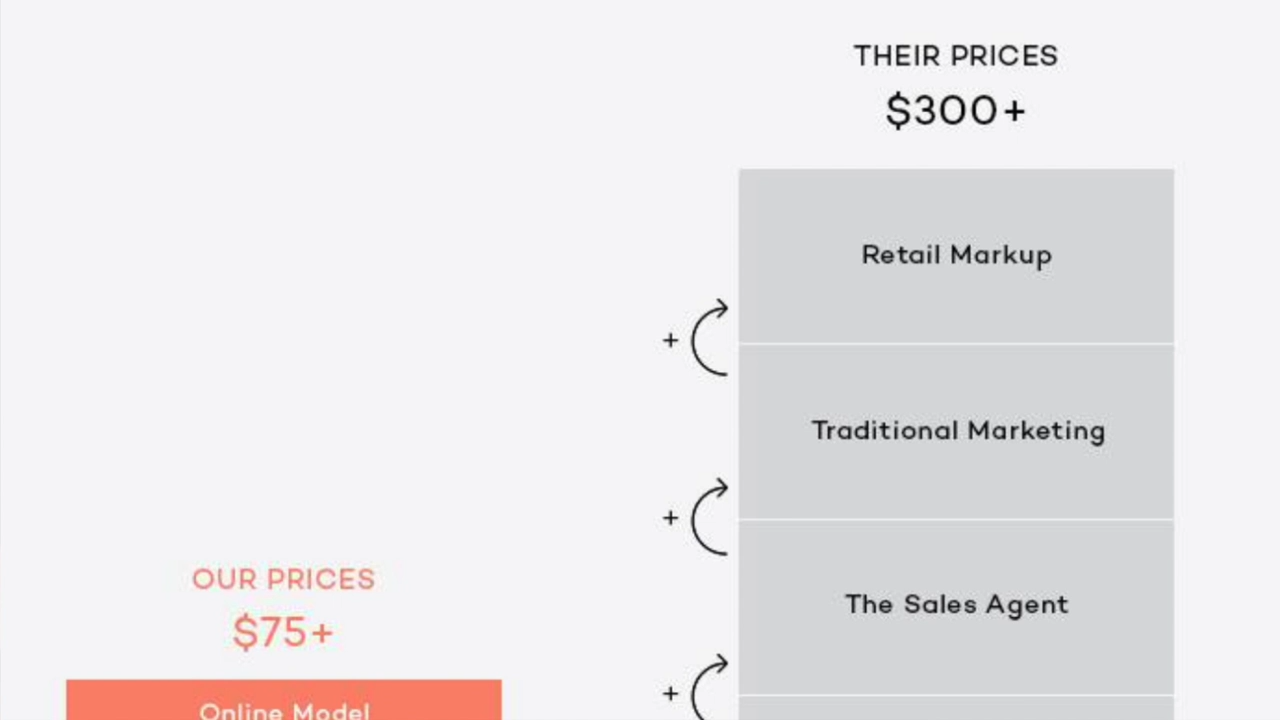 THEIR PRICES
$300+
Retail Markup
+
Traditional Marketing
+
The Sales Agent
+
OUR PRICES
$75+
Online Model